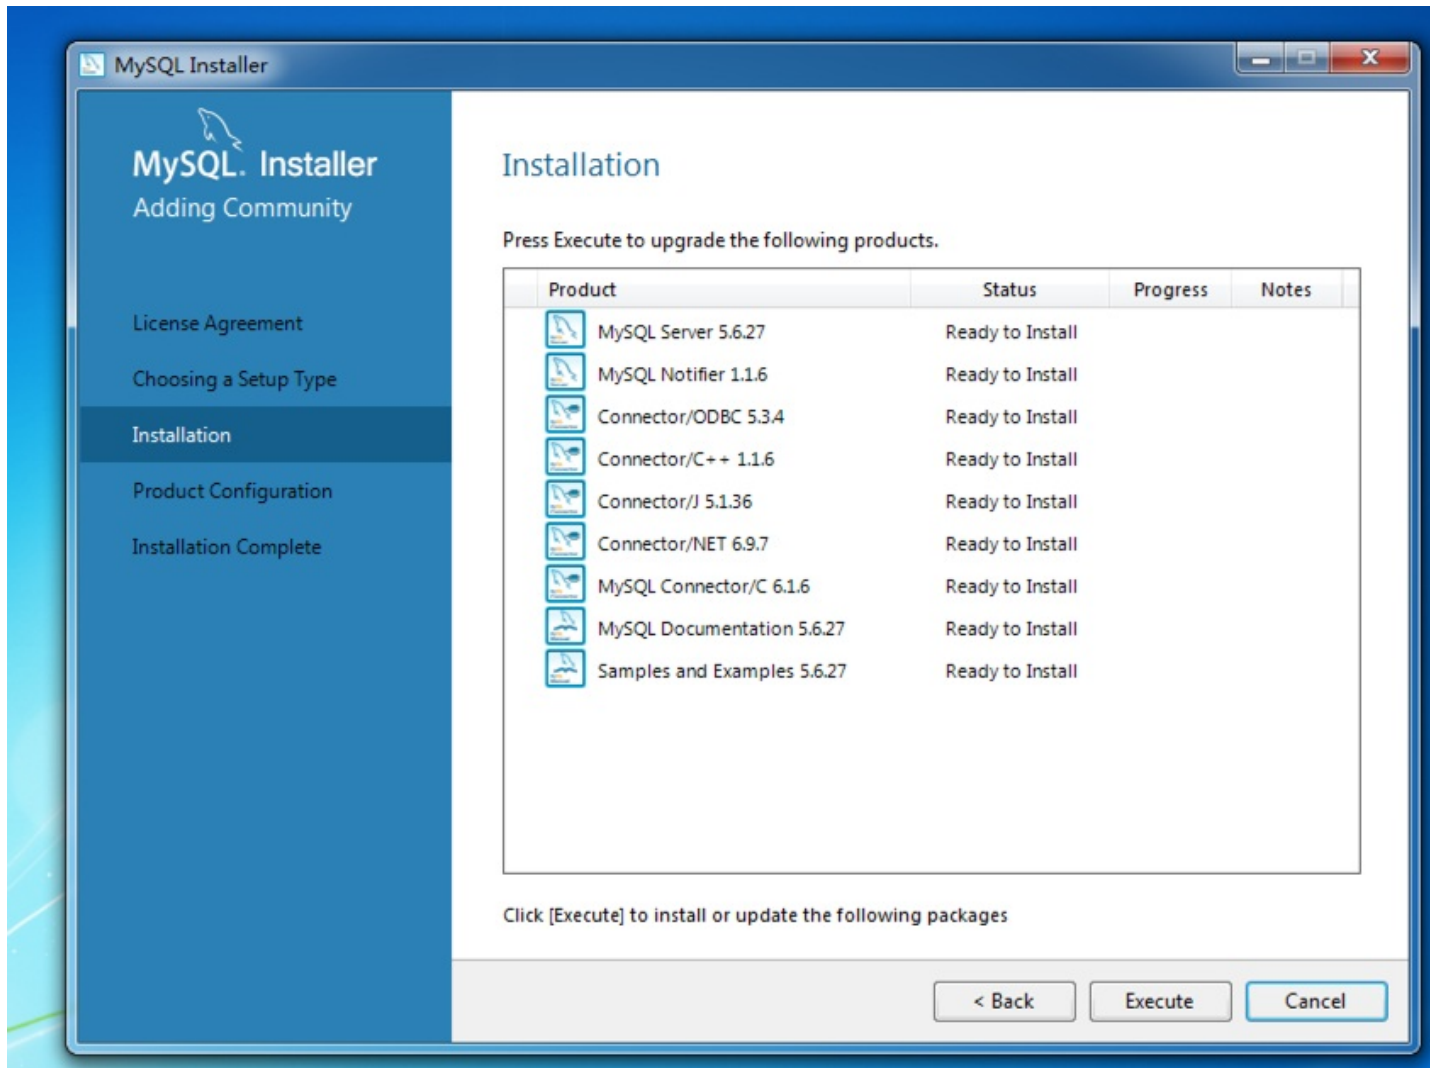 MySQL Installer
MySQL. Installer
Adding Community
License Agreement
Choosing a Setup Type
Installation
Product Configuration
Installation Complete
Installation
Press Execute to upgrade the following products.
Product Status Progress Notes
MySQL Server 5.6.27 Ready to Install
MySQL Notifier 1.1.6 Ready to Install
Connector/ODBC 5.3.4 Ready to Install
Connector/C++ 1.1.6 Ready to Install
Connector/J 5.1.36 Ready to Install
Connector/NET 6.9.7 Ready to Install
MySQL Connector/C 6.1.6 Ready to Install
MySQL Documentation 5.6.27 Ready to Install
Samples and Examples 5.6.27 Ready to Install
Click [Execute] to install or update the following packages
< Back Execute Cancel